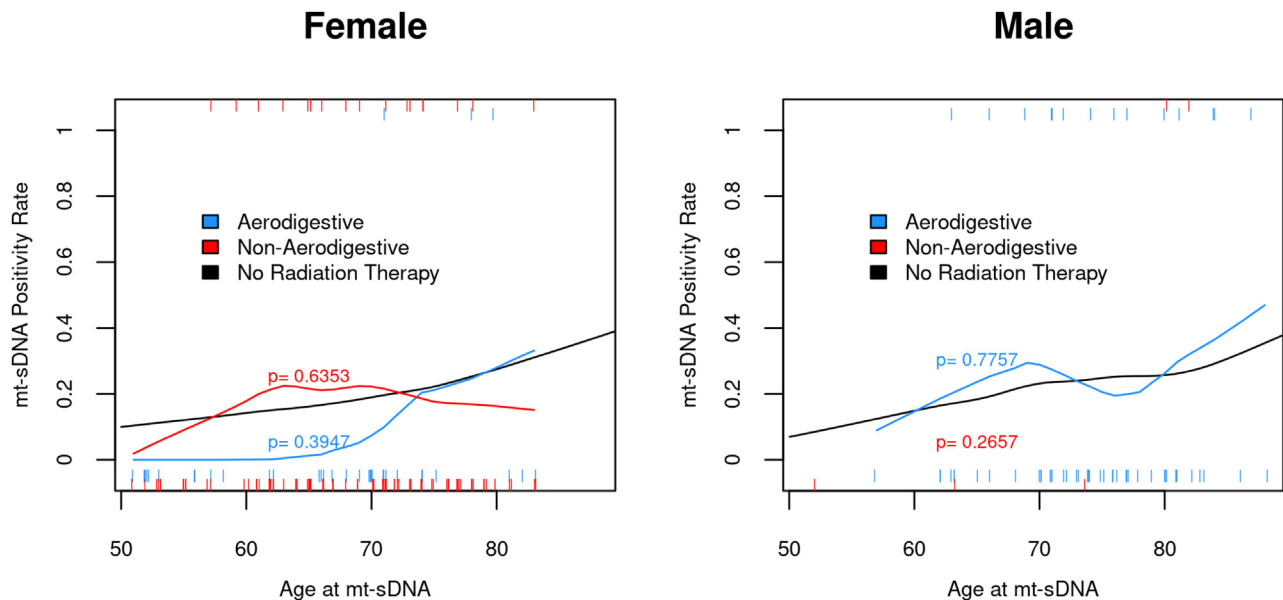 Female
mt-sDNA Positivity Rate
1
0.8
0.6
0.4
0.2
0
Aerodigestive
Non-Aerodigestive
No Radiation Therapy
p= 0.6353
p= 0.3947
50 60 70 80
Age at mt-sDNA
Male
mt-sDNA Positivity Rate
1
0.8
0.6
0.4
0.2
0
Aerodigestive
Non-Aerodigestive
No Radiation Therapy
p= 0.7757
p= 0.2657
50 60 70 80
Age at mt-sDNA